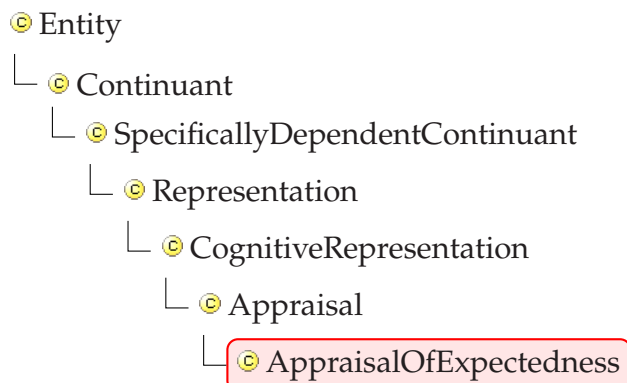 Entity
Continuant
SpecificallyDependentContinuant
Representation
CognitiveRepresentation
Appraisal
AppraisalOfExpectedness